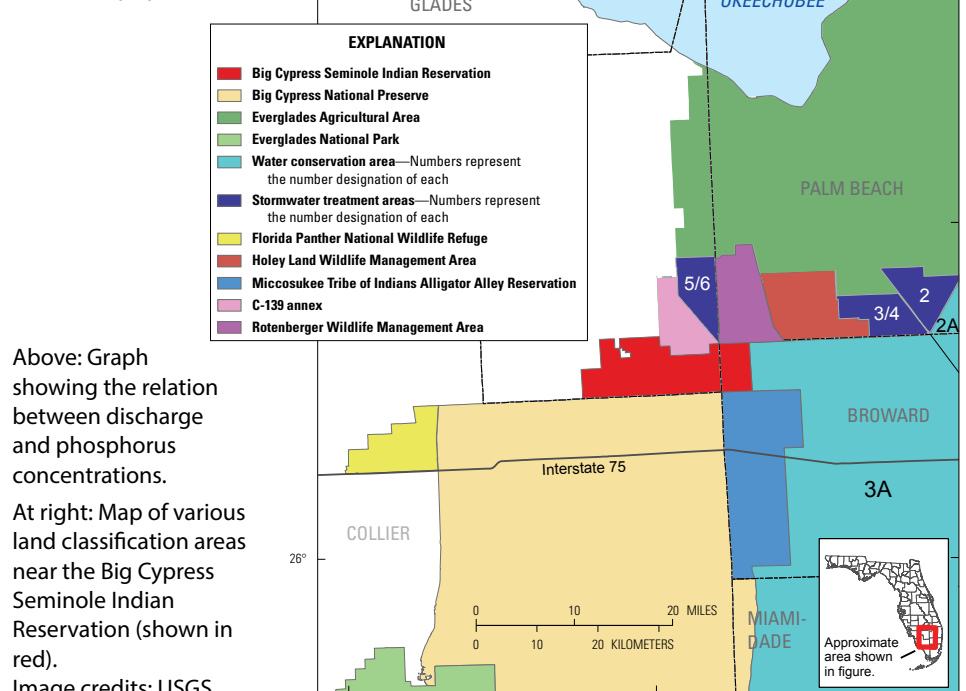 GLADES
OKEECHOBEE
EXPLANATION
Big Cypress Seminole Indian Reservation
Big Cypress National Preserve
Everglades Agricultural Area
Everglades National Park
Water conservation area—Numbers represent
the number designation of each
Stormwater treatment areas—Numbers represent
the number designation of each
Florida Panther National Wildlife Refuge
Holey Land Wildlife Management Area
Miccosukee Tribe of Indians Alligator Alley Reservation
C-139 annex
Rotenberger Wildlife Management Area
PALM BEACH
5/6
2
3/4
2A
Above: Graph
showing the relation
between discharge
and phosphorus
concentrations.
At right: Map of various
land classification areas
near the Big Cypress
Seminole Indian
Reservation (shown in
red).
Image credits: USGS
BROWARD
Interstate 75
3A
COLLIER
26°
0 10 20 MILES
0 10 20 KILOMETERS
MIAMI-
DADE
Approximate
area shown
in figure.